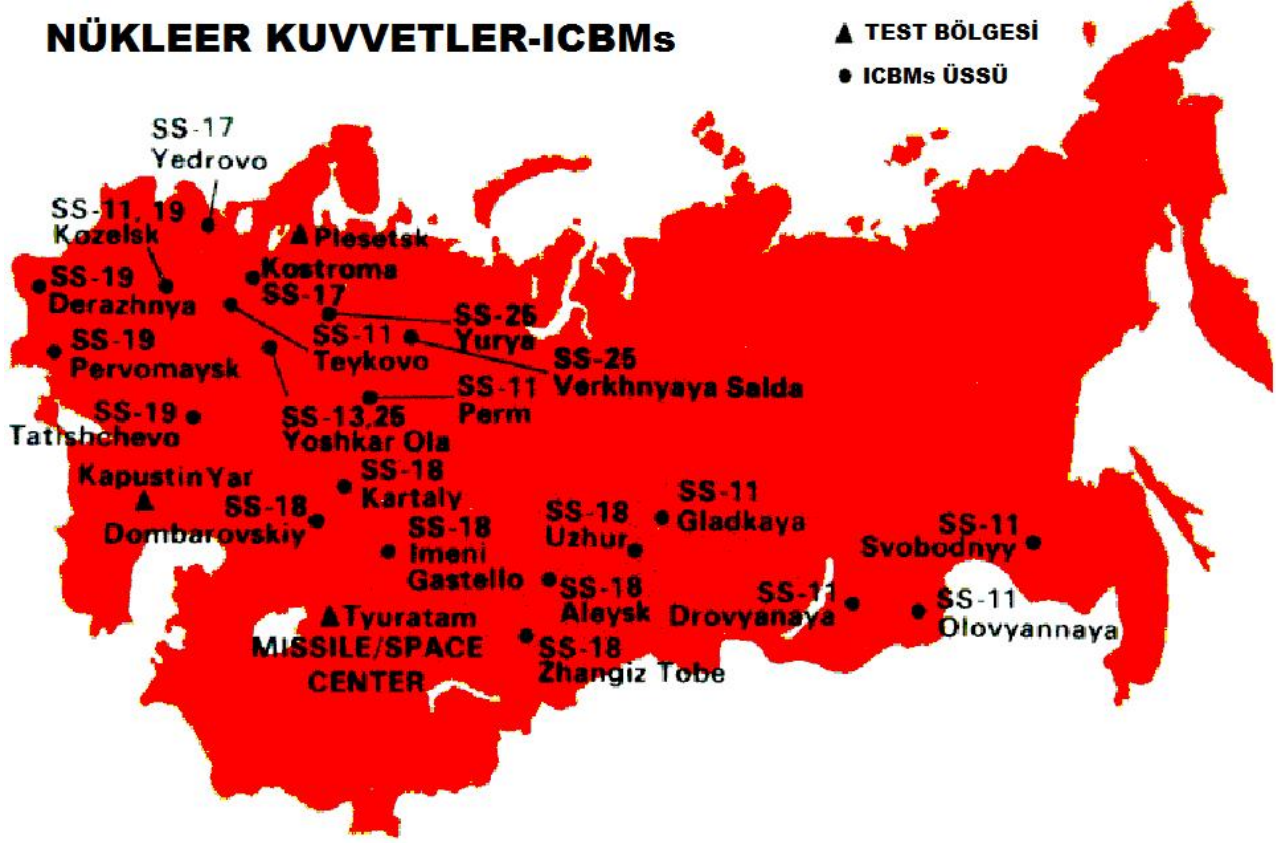 NÜKLEER KUVVETLER-ICBMs
TEST BÖLGESİ
ICBMs ÜSSÜ
SS-17
Yedrovo
SS-11, 19
Kozelsk
Plesetsk
Kostroma
SS-17
SS-19
Derazhnya
SS-25
Yurya
SS-11
Teykovo
SS-19
Pervomaysk
SS-25
Verkhnyaya Salda
SS-11
Perm
SS-19
Tatishchevo
SS-13,25
Yoshkar Ola
SS-18
Kartaly
Kapustin Yar
SS-18
Dombarovskiy
SS-18
Imeni
Gastello
SS-18
Uzhur
SS-11
Gladkaya
SS-11
Svobodnyy
SS-18
Aleysk
SS-11
Drovyanaya
SS-11
Olovyannaya
Tyuratam
MISSILE/SPACE
CENTER
SS-18
Zhangiz Tobe